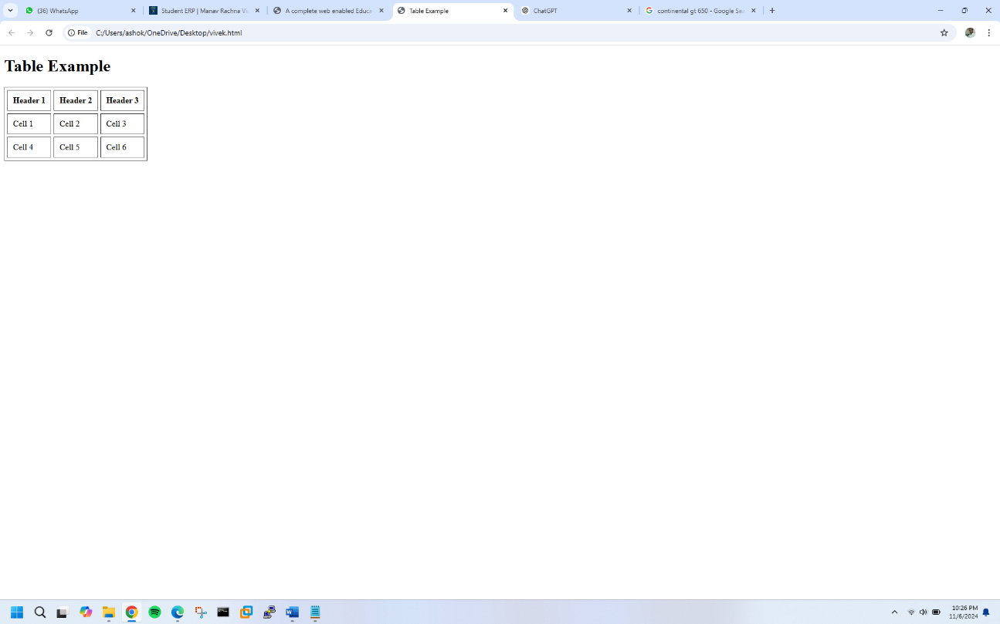 (36) WhatsApp
Student ERP | Manav Rachna Vi
A complete web enabled Educa
Table Example
ChatGPT
continental gt 650 - Google Sea
File
C:/Users/ashok/OneDrive/Desktop/vivek.html
Table Example
Header 1 Header 2 Header 3
Cell 1 Cell 2 Cell 3
Cell 4 Cell 5 Cell 6
10:26 PM
11/6/2024